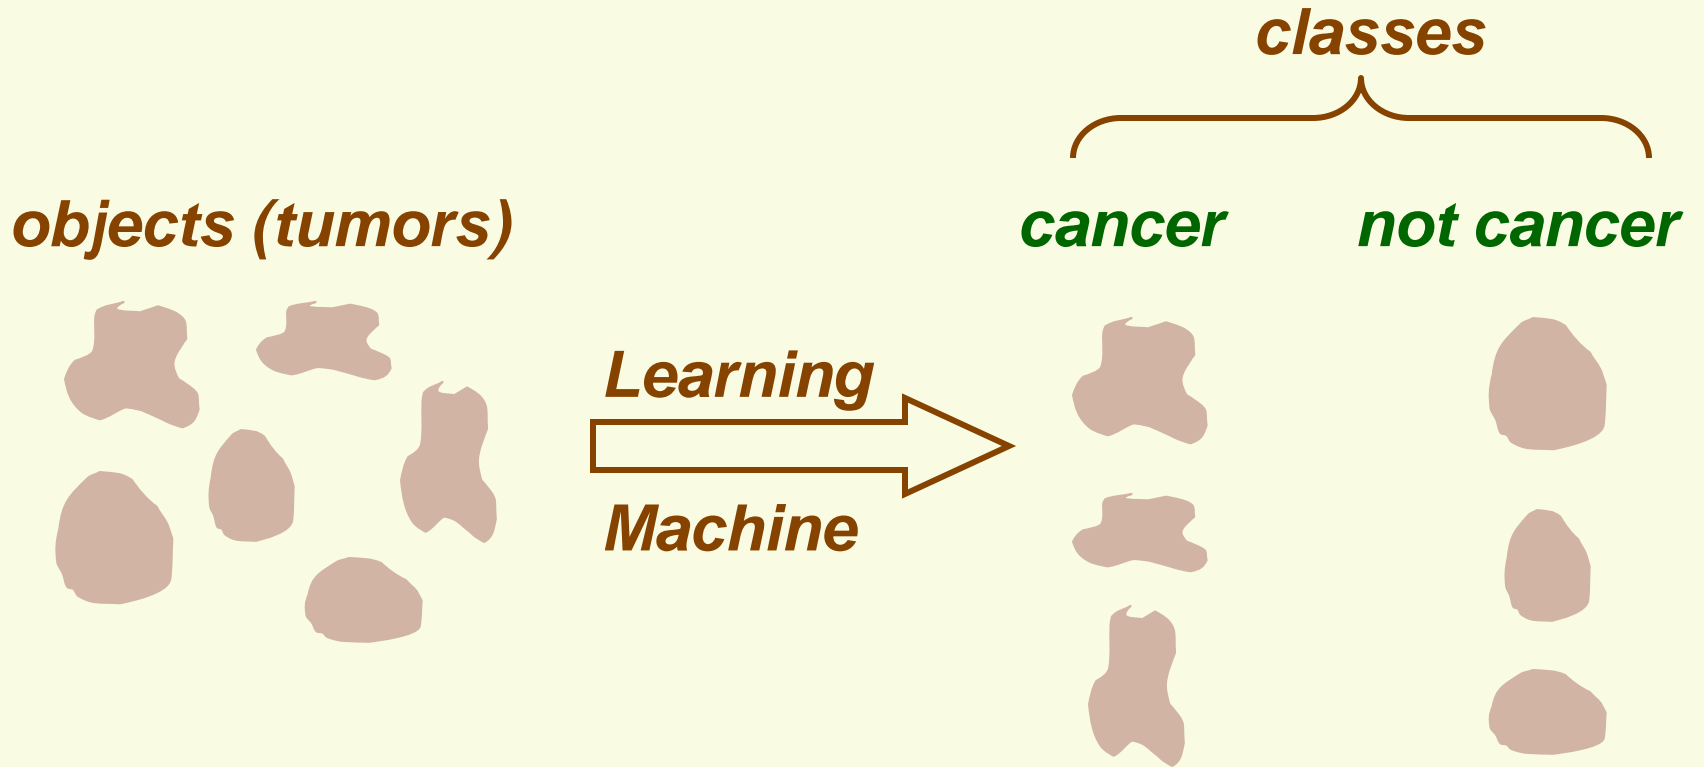 classes
objects (tumors)
cancer
not cancer
Learning
Machine